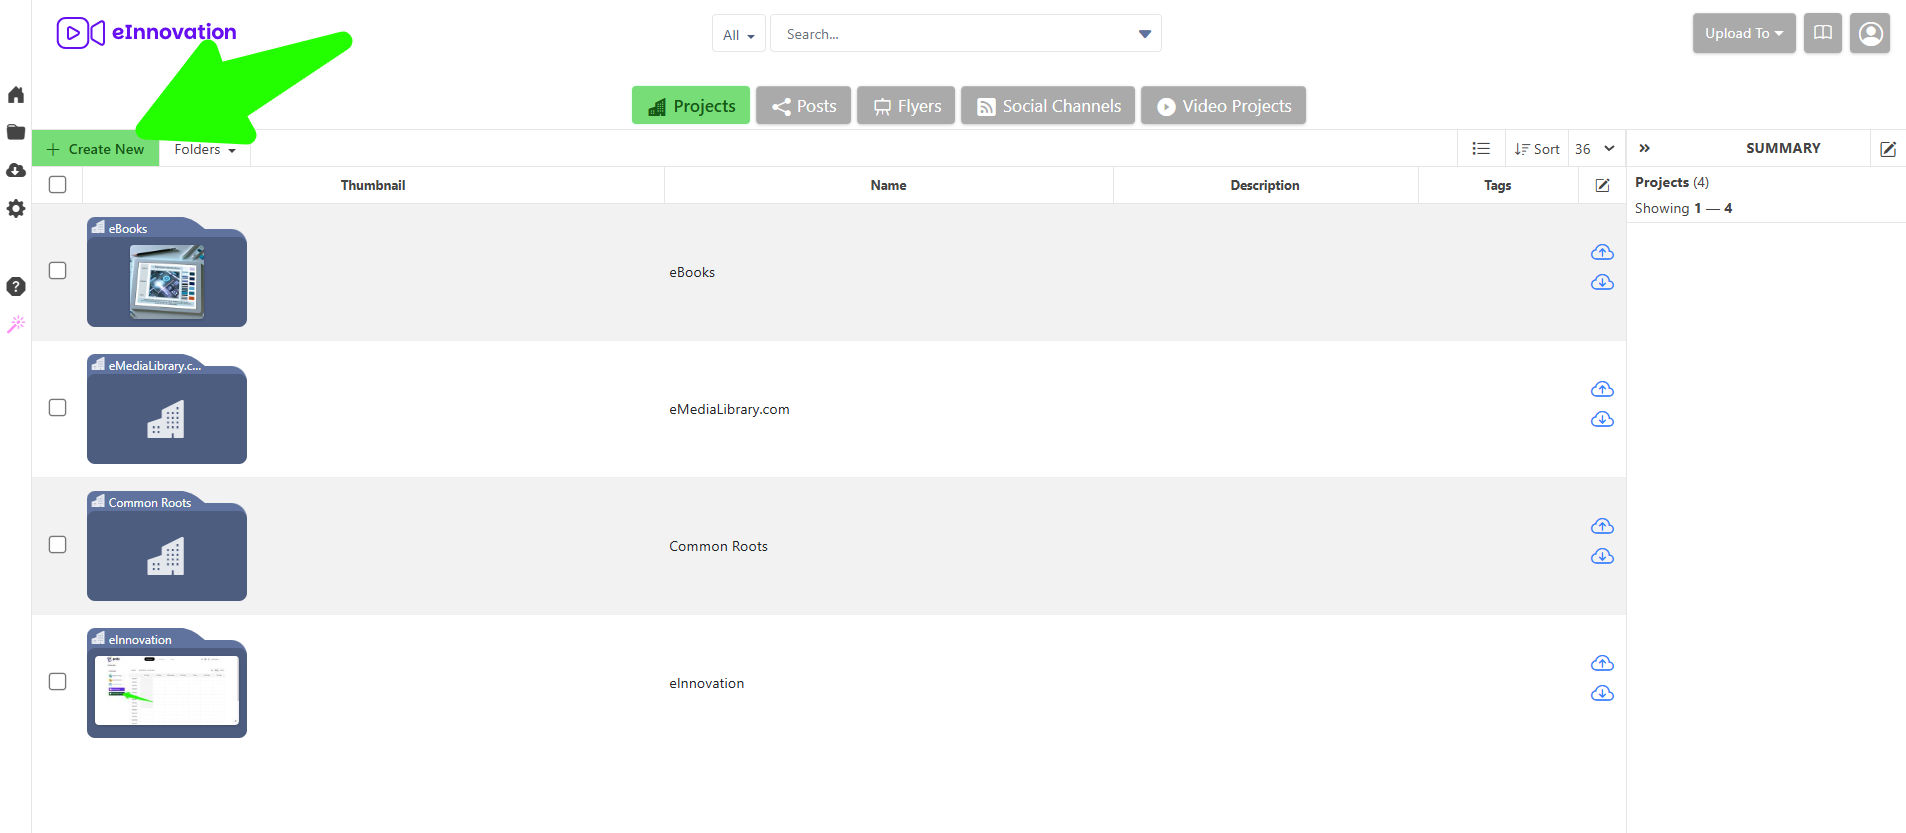 eInnovation
All
Search...
Upload To
Projects
Posts
Flyers
Social Channels
Video Projects
+ Create New
Folders
Sort
36
SUMMARY
Thumbnail
Name
Description
Tags
Projects (4)
Showing 1 — 4
eBooks
eBooks
eMediaLibrary.c...
eMediaLibrary.com
Common Roots
Common Roots
eInnovation
eInnovation